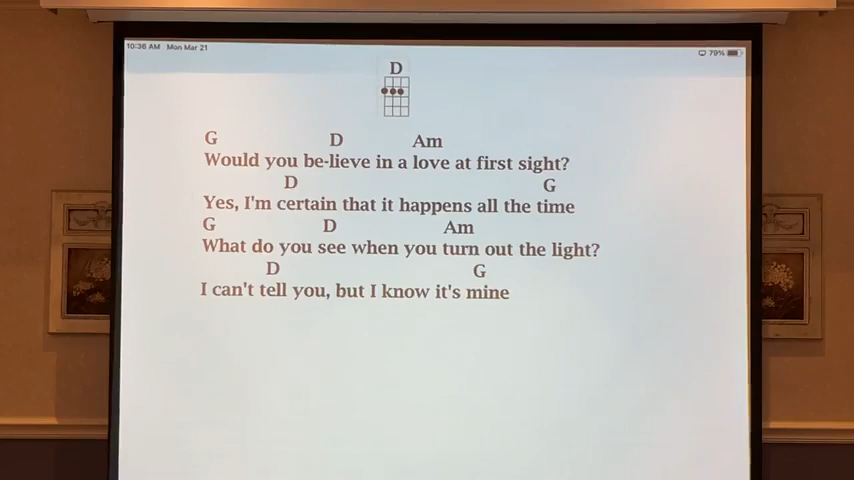 10:36 AM Mon Mar 21
79%
D
G D Am
Would you be-lieve in a love at first sight?
D G
Yes, I'm certain that it happens all the time
G D Am
What do you see when you turn out the light?
D G
I can't tell you, but I know it's mine